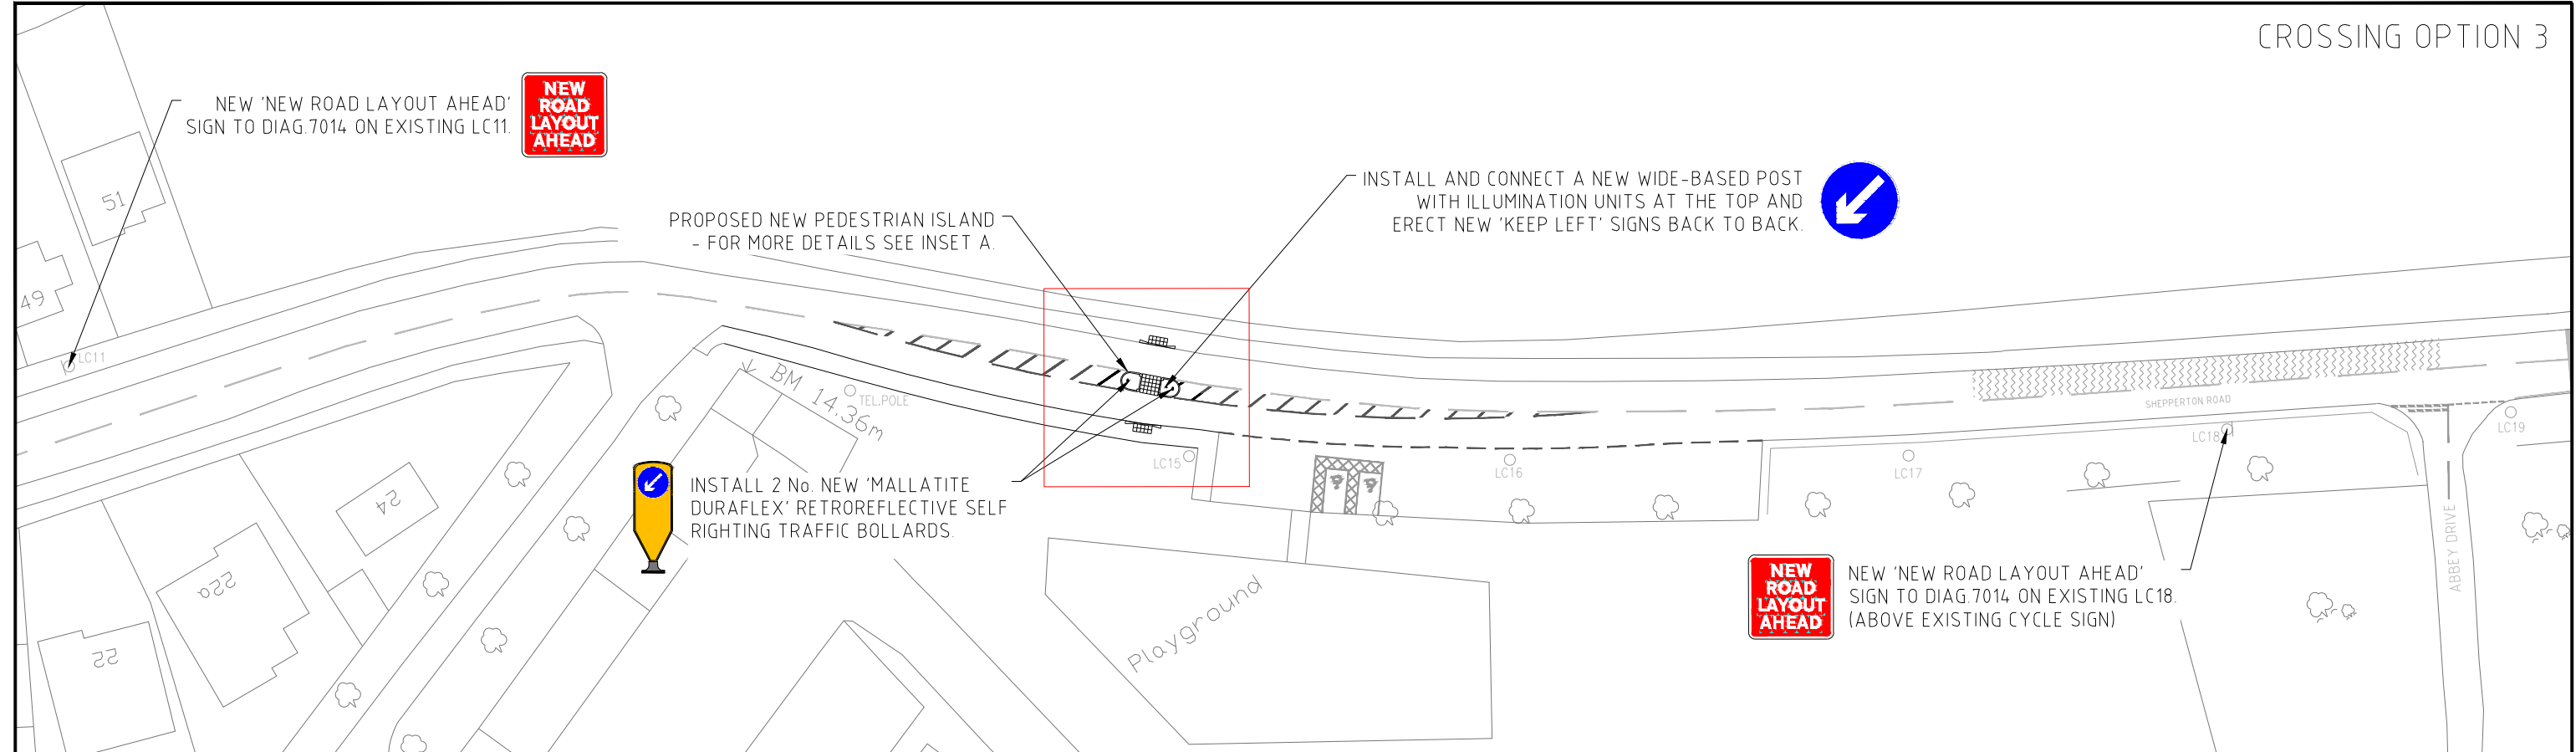 CROSSING OPTION 3
NEW 'NEW ROAD LAYOUT AHEAD'
SIGN TO DIAG.7014 ON EXISTING LC11.
NEW
ROAD
LAYOUT
AHEAD
51
49
LC11
PROPOSED NEW PEDESTRIAN ISLAND
- FOR MORE DETAILS SEE INSET A.
INSTALL AND CONNECT A NEW WIDE-BASED POST
WITH ILLUMINATION UNITS AT THE TOP AND
ERECT NEW 'KEEP LEFT' SIGNS BACK TO BACK.
BM 14.36m
TEL.POLE
SHEPPERTON ROAD
LC15
LC16
LC17
LC18
LC19
INSTALL 2 No. NEW 'MALLATITE
DURAFLEX' RETROREFLECTIVE SELF
RIGHTING TRAFFIC BOLLARDS.
24
22a
22
Playground
ABBEY DRIVE
NEW
ROAD
LAYOUT
AHEAD
NEW 'NEW ROAD LAYOUT AHEAD'
SIGN TO DIAG.7014 ON EXISTING LC18.
(ABOVE EXISTING CYCLE SIGN)